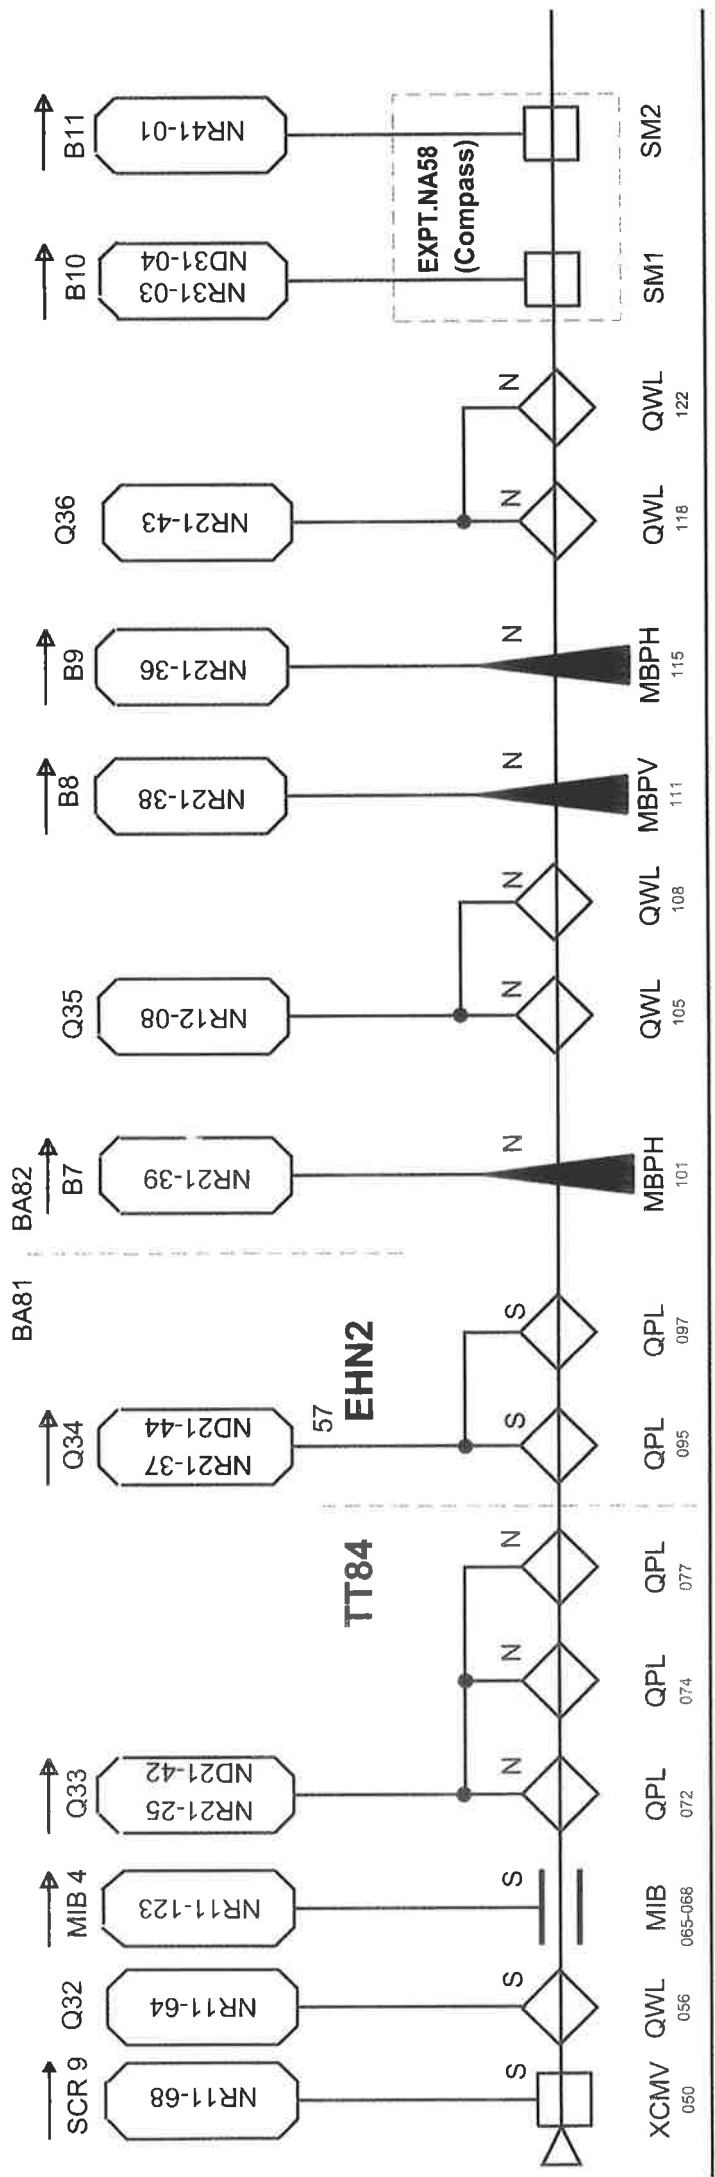 BA81
BA82
SCR 9
Q32
MIB 4
Q33
Q34
B7
Q35
B8
B9
Q36
B10
B11
NR11-68
NR11-64
NR11-123
NR21-25
ND21-42
NR21-37
ND21-44
NR21-39
NR12-08
NR21-38
NR21-36
NR21-43
NR31-03
ND31-04
NR41-01
57
TT84
EHN2
EXPT.NA58
(Compass)
S
S
S
N
N
N
S
S
N
N
N
N
N
N
N
XCMV
QWL
MIB
QPL
QPL
QPL
QPL
QPL
MBPH
QWL
QWL
MBPV
MBPH
QWL
QWL
SM1
SM2
050
056
065-068
072
074
077
095
097
101
105
108
111
115
118
122